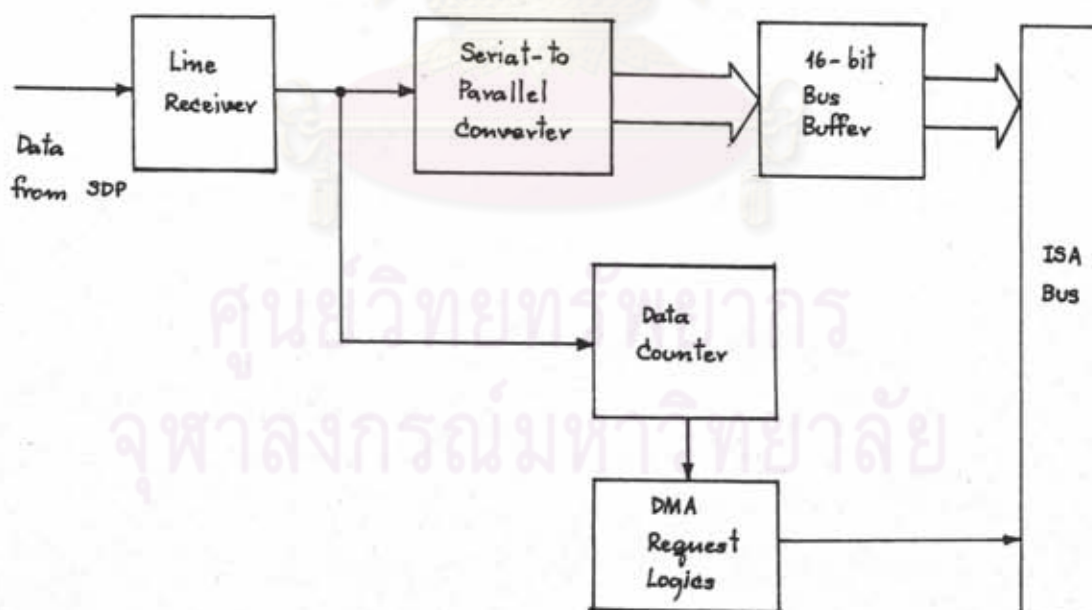 Line
Receiver
Data
from SDP
Seriat-to
Parallel
Converter
16-bit
Bus
Buffer
ISA
Bus
Data
Counter
DMA
Request
Logics
ศูนย์วิทยทรัพยากร
จุฬาลงกรณ์มหาวิทยาลัย